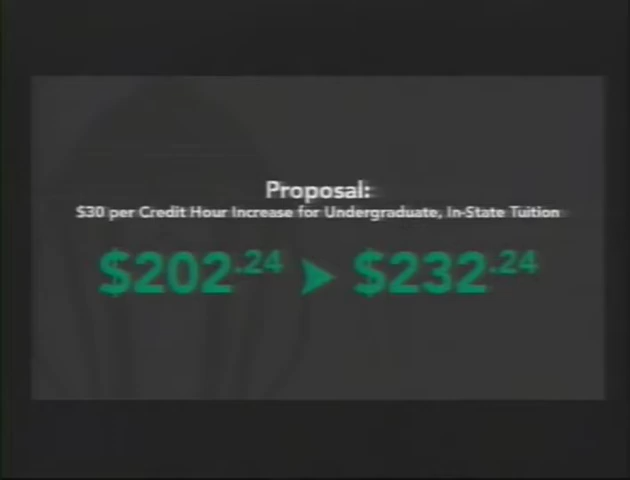 Proposal:
$30 per Credit Hour Increase for Undergraduate, In-State Tuition
$202.24 ➤ $232.24